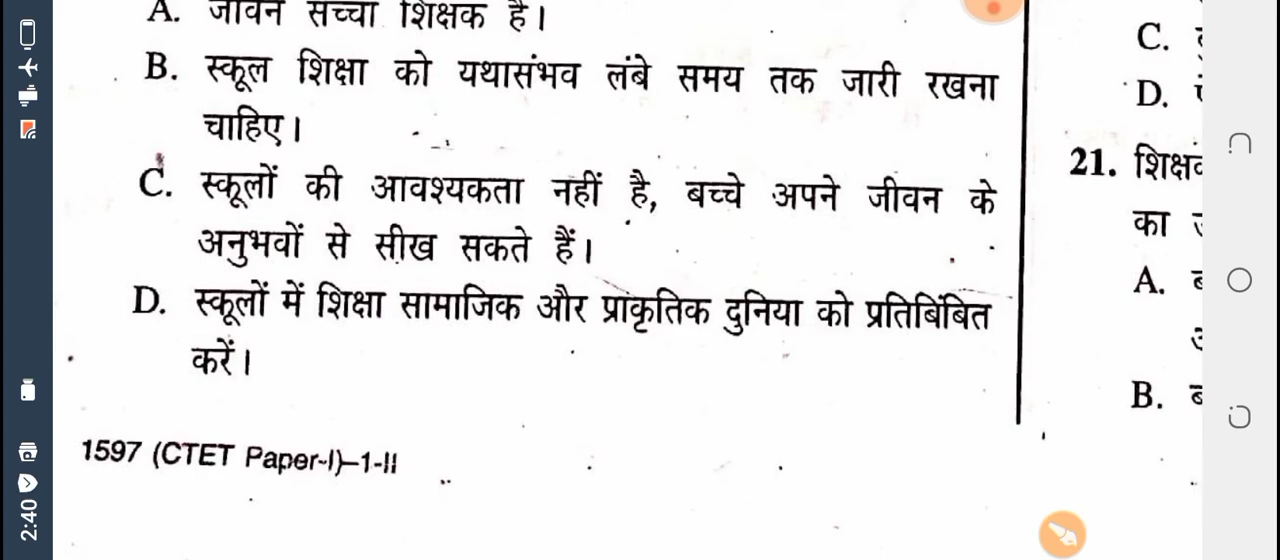 A. जीवन सच्चा शिक्षक है।
B. स्कूल शिक्षा को यथासंभव लंबे समय तक जारी रखना
चाहिए।
C. स्कूलों की आवश्यकता नहीं है, बच्चे अपने जीवन के
अनुभवों से सीख सकते हैं।
D. स्कूलों में शिक्षा सामाजिक और प्राकृतिक दुनिया को प्रतिबिंबित
करें।
1597 (CTET Paper-I)–1-II
C.
D.
21.
का
A.
B.
2:40